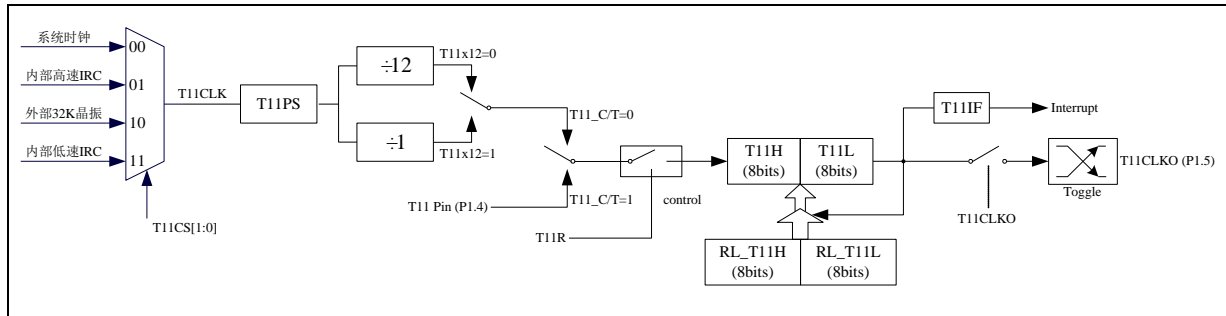 系统时钟
内部高速IRC
外部32K晶振
内部低速IRC
00
01
10
11
T11CS[1:0]
T11CLK
T11PS
÷12
÷1
T11x12=0
T11x12=1
T11_C/T=0
T11_C/T=1
T11 Pin (P1.4)
T11R
control
T11H
(8bits)
T11L
(8bits)
RL_T11H
(8bits)
RL_T11L
(8bits)
T11IF
Interrupt
T11CLKO
Toggle
T11CLKO (P1.5)